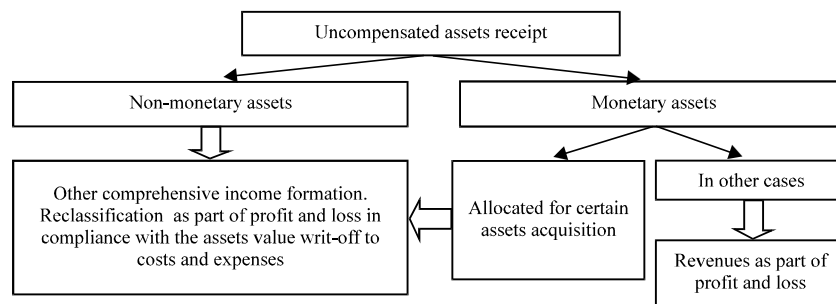 Uncompensated assets receipt
Non-monetary assets
Monetary assets
Other comprehensive income formation.
Reclassification as part of profit and loss in
compliance with the assets value writ-off to
costs and expenses
Allocated for certain
assets acquisition
In other cases
Revenues as part of
profit and loss